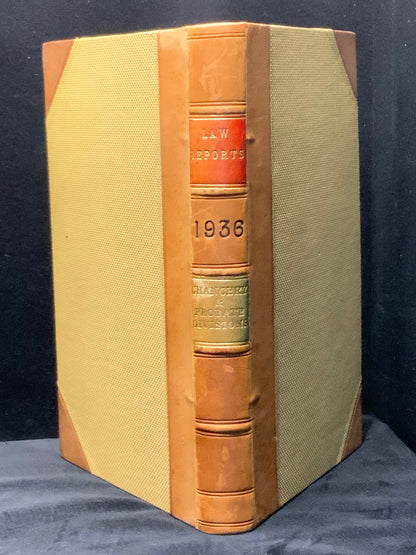 LAW
REPORTS
1936
CHANCERY
&
PROBATE
DIVISIONS